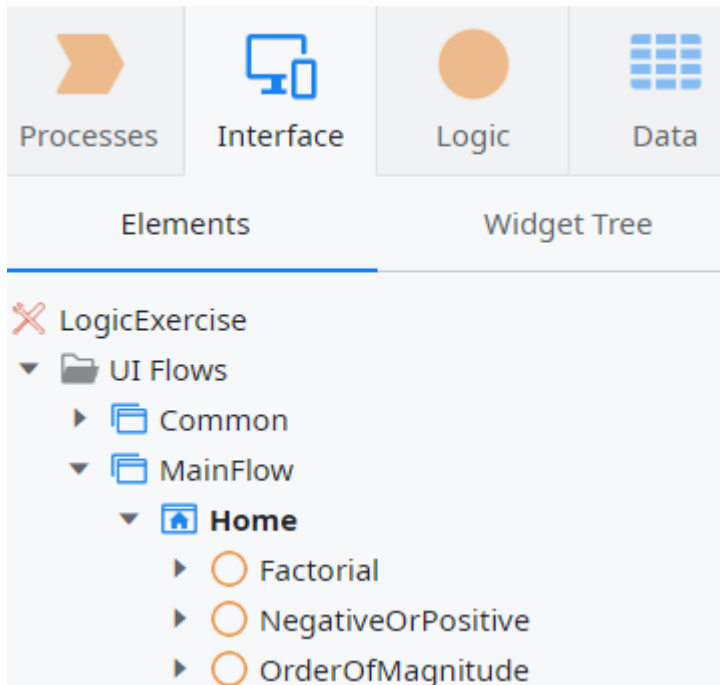 Processes Interface Logic Data
Elements Widget Tree
LogicExercise
UI Flows
Common
MainFlow
Home
Factorial
NegativeOrPositive
OrderOfMagnitude